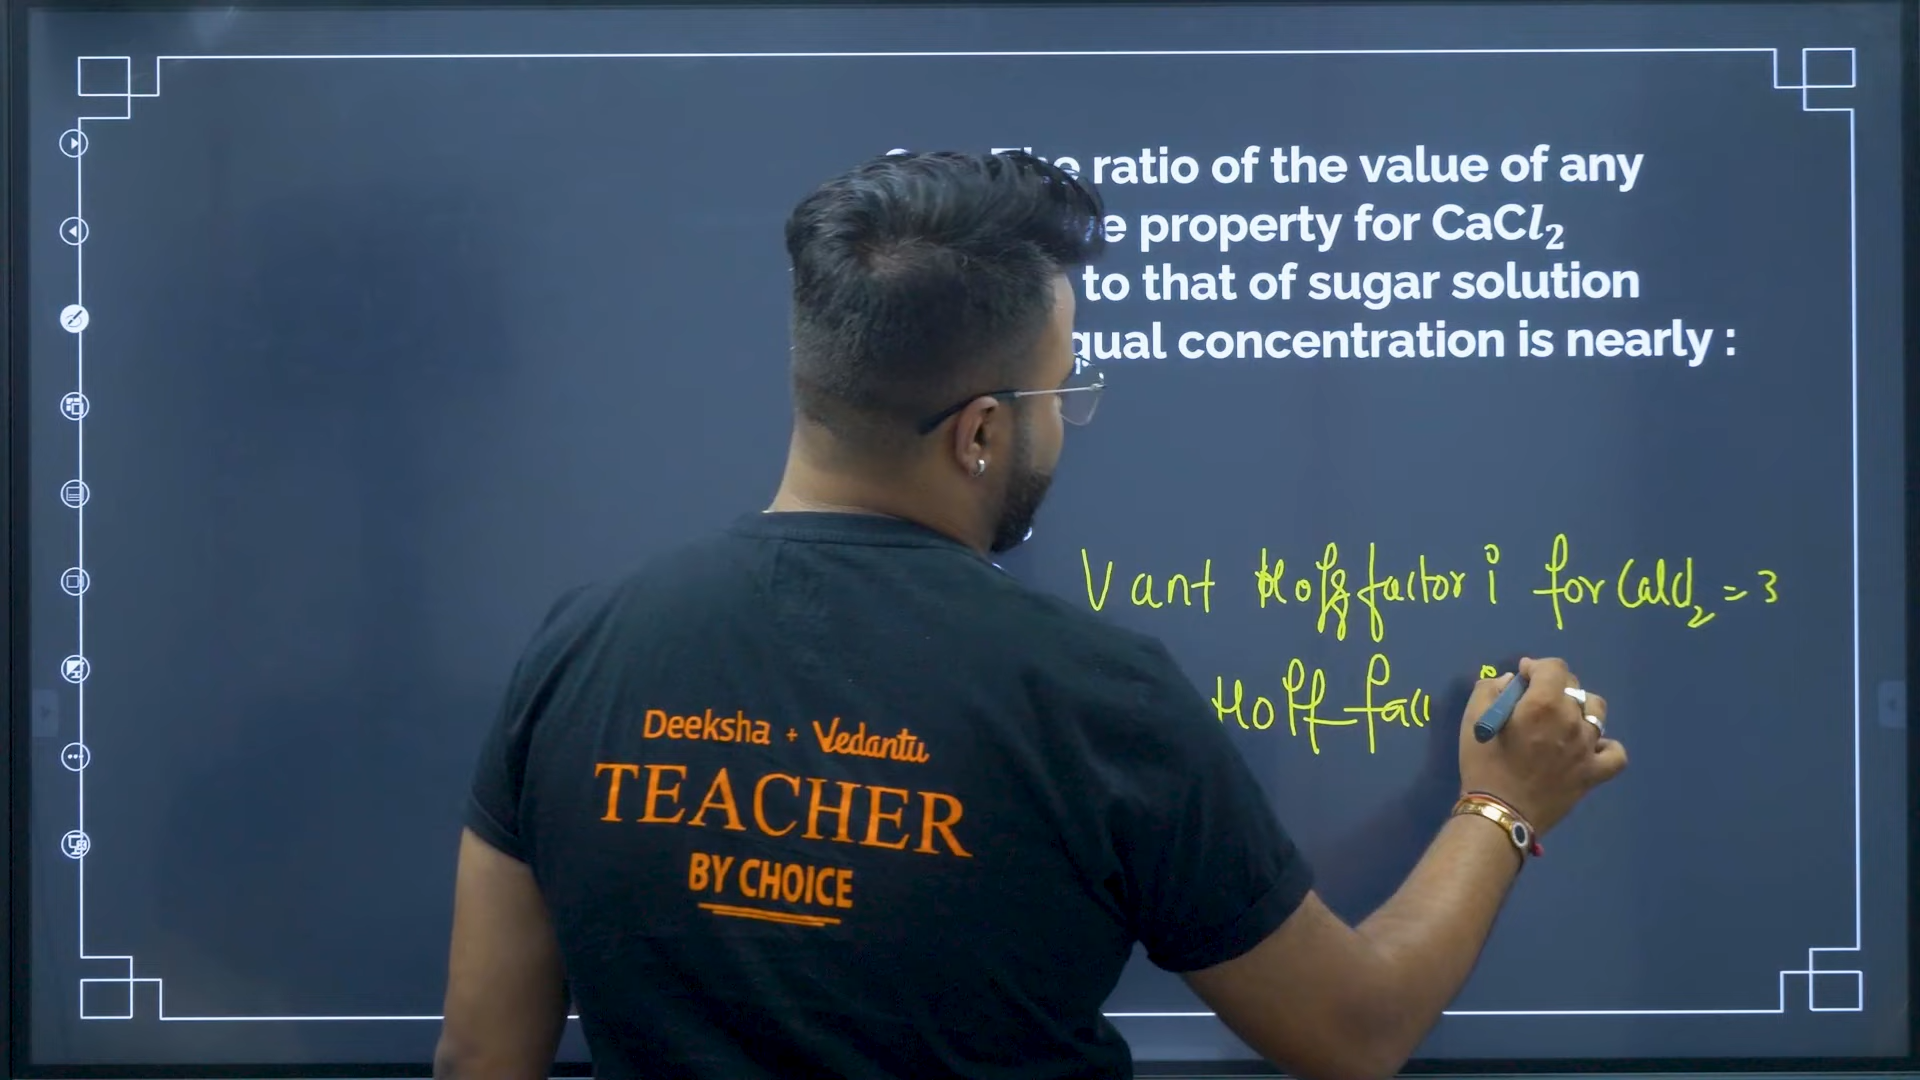 The ratio of the value of any
property for CaCl₂
to that of sugar solution
concentration is nearly :
Vant Hoff factor i for CaCl₂ = 3
Hoff fac i
Deeksha + Vedantu
TEACHER
BY CHOICE